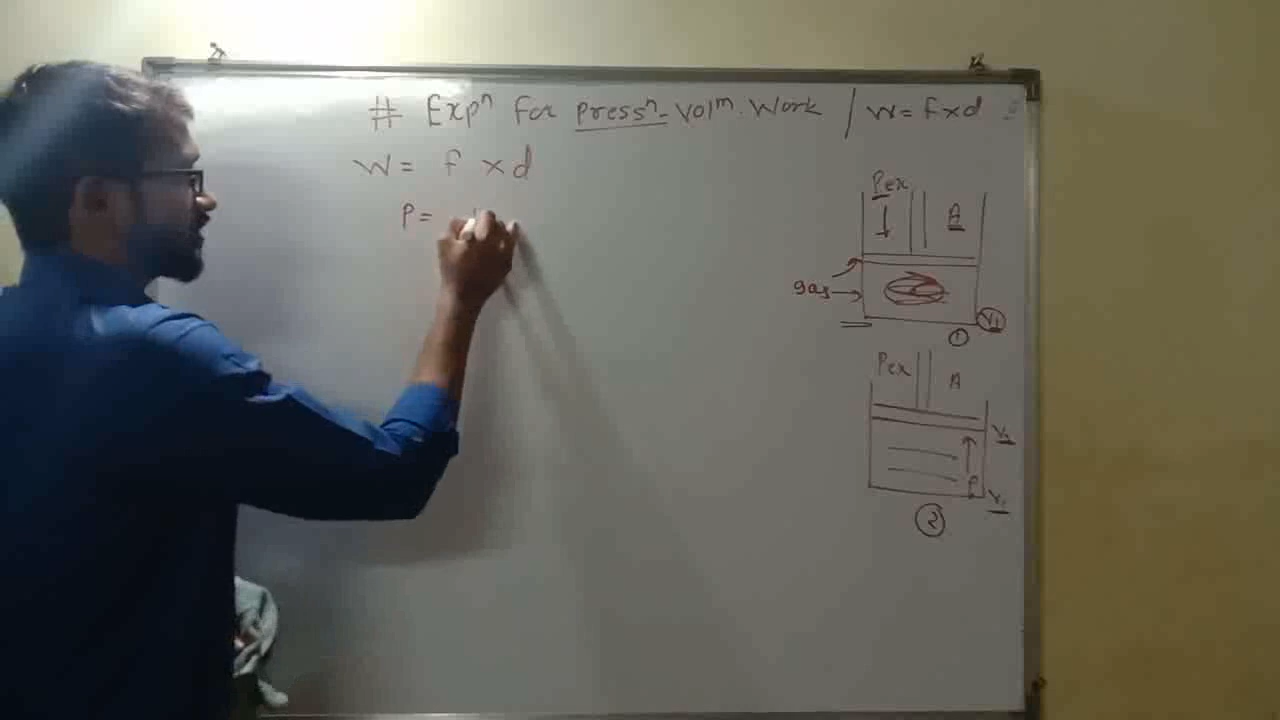 # Expⁿ For Pressⁿ- Volᵐ. Work / W = F x d
W = f x d
P =
Pex
A
gas
V₁
①
Pex
A
V₂
P
V₁
②